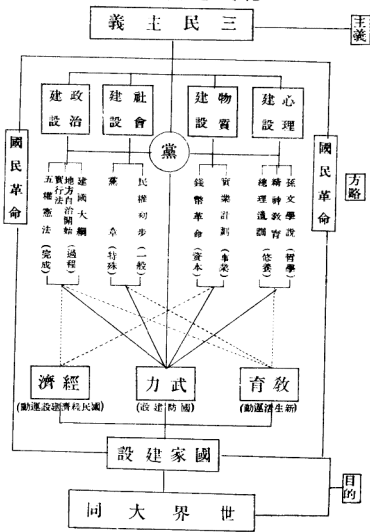 三民主義
主義
心理建設
物質建設
社會建設
政治建設
黨
國民革命
國民革命
方略
孫文學說(哲學)
精神教育
總理遺訓(修養)
實業計劃(事業)
錢幣革命(資本)
民權初步(一般)
黨章(特殊)
建國大綱
地方自治開始(過程)
實行法
五權憲法(完成)
教育
(新生活運動)
武力
(國防建設)
經濟
(國民經濟建設運動)
國家建設
目的
世界大同